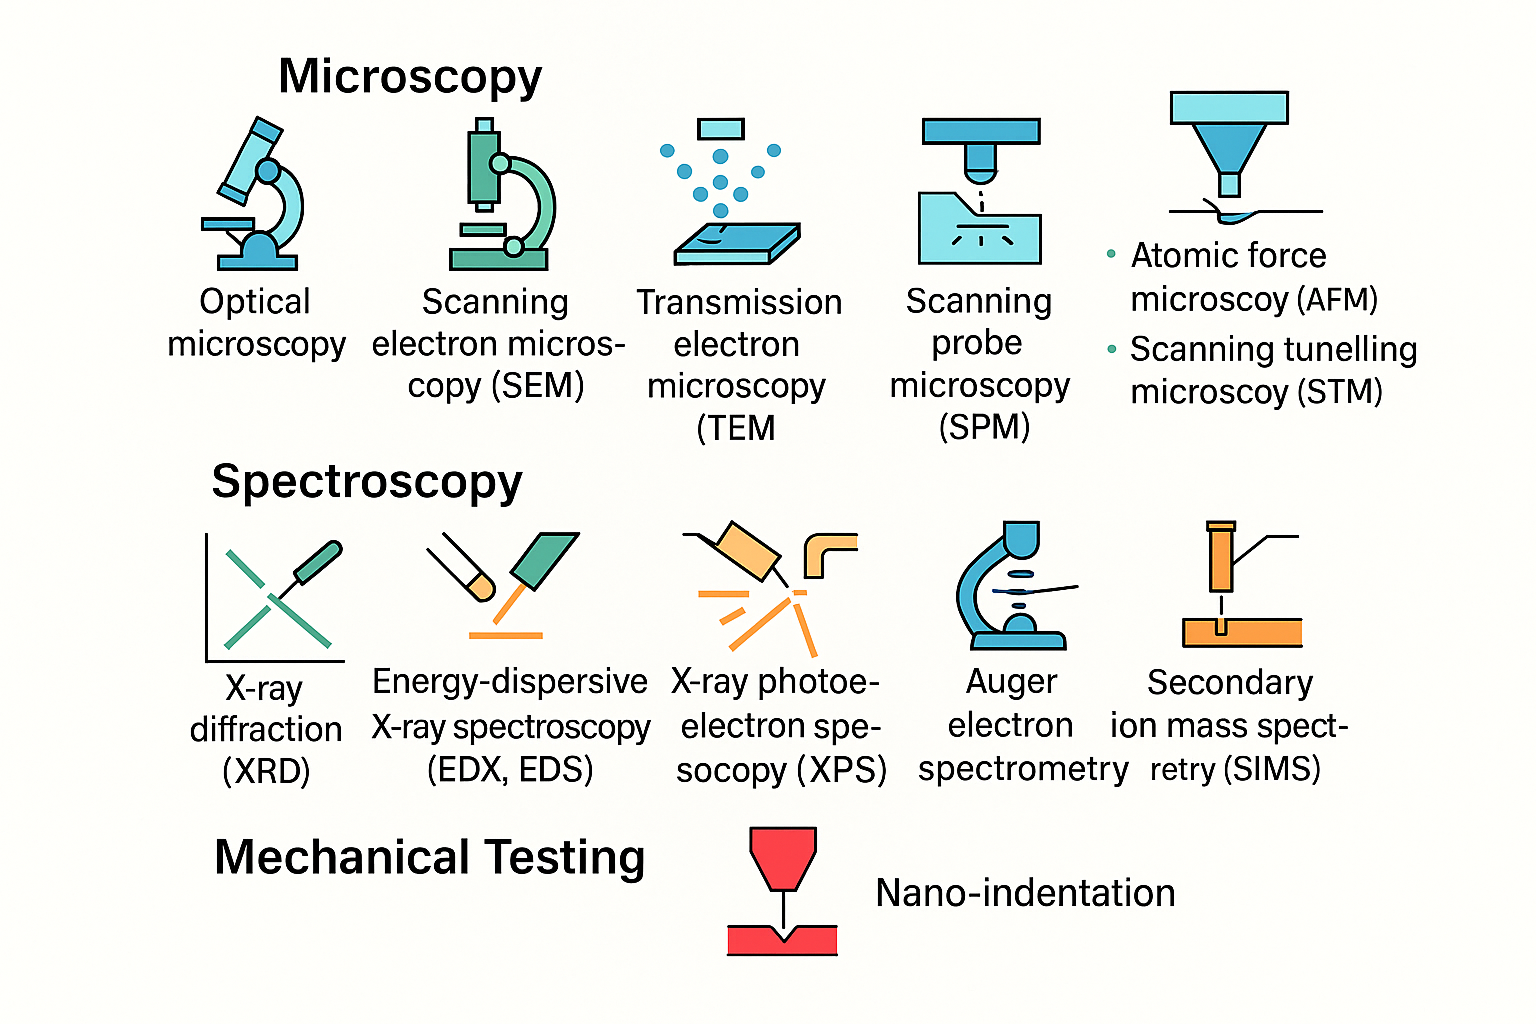 Microscopy
Optical
microscopy
Scanning
electron micros-
copy (SEM)
Transmission
electron
microscopy
(TEM
Scanning
probe
microscopy
(SPM)
• Atomic force
microscoy (AFM)
• Scanning tunelling
microscoy (STM)
Spectroscopy
X-ray
diffraction
(XRD)
Energy-dispersive
X-ray spectroscopy
(EDX, EDS)
X-ray photoe-
electron spe-
socopy (XPS)
Auger
electron
spectrometry
Secondary
ion mass spect-
retry (SIMS)
Mechanical Testing
Nano-indentation